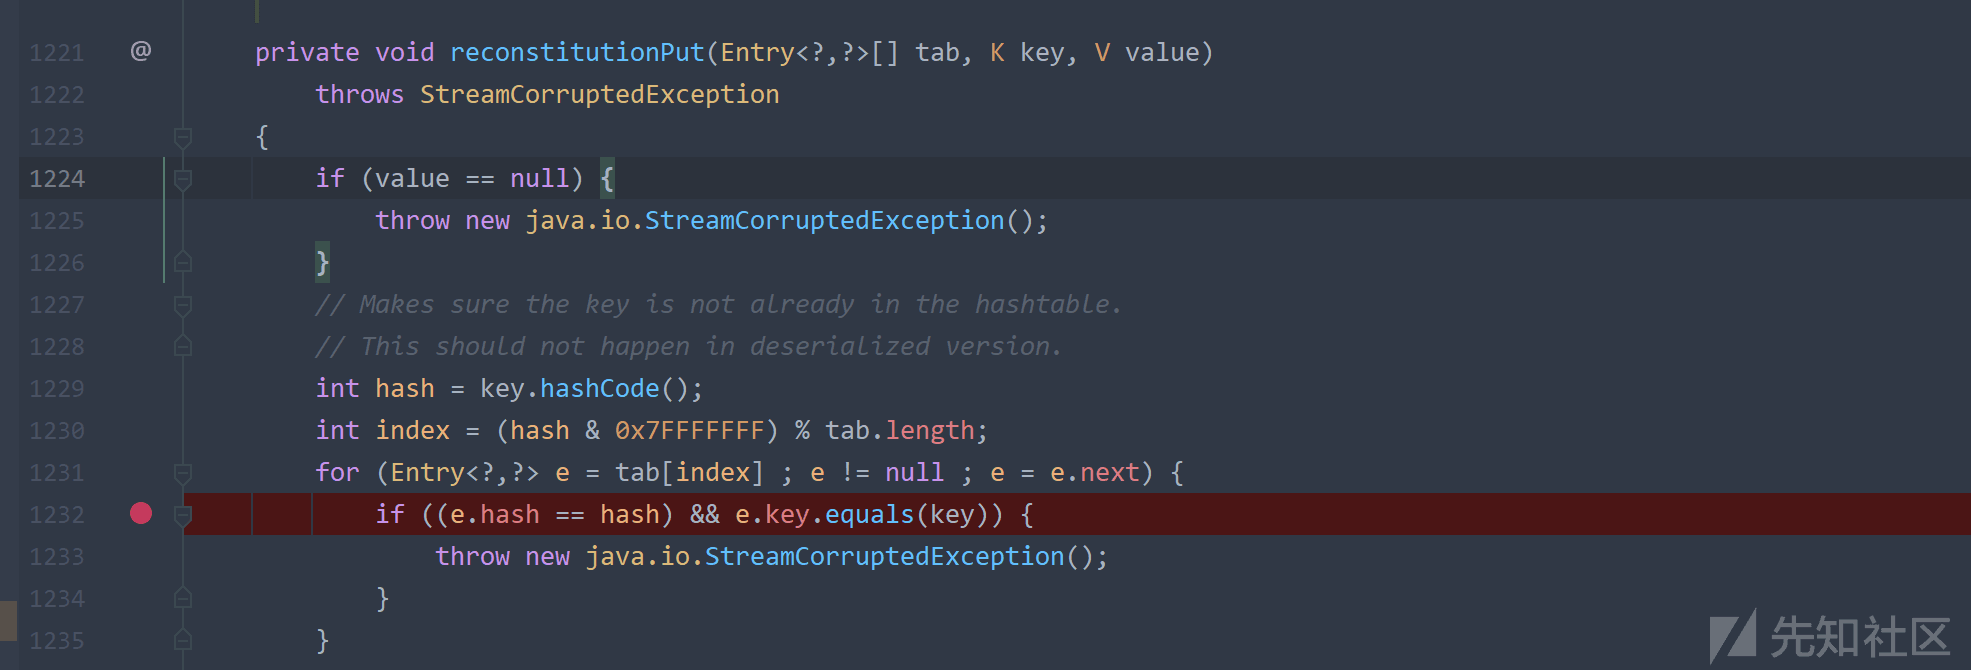 1221 @ private void reconstitutionPut(Entry<?,?>[] tab, K key, V value)
1222 throws StreamCorruptedException
1223 {
1224 if (value == null) {
1225 throw new java.io.StreamCorruptedException();
1226 }
1227 // Makes sure the key is not already in the hashtable.
1228 // This should not happen in deserialized version.
1229 int hash = key.hashCode();
1230 int index = (hash & 0x7FFFFFFF) % tab.length;
1231 for (Entry<?,?> e = tab[index] ; e != null ; e = e.next) {
1232 if ((e.hash == hash) && e.key.equals(key)) {
1233 throw new java.io.StreamCorruptedException();
1234 }
1235 }
先知社区